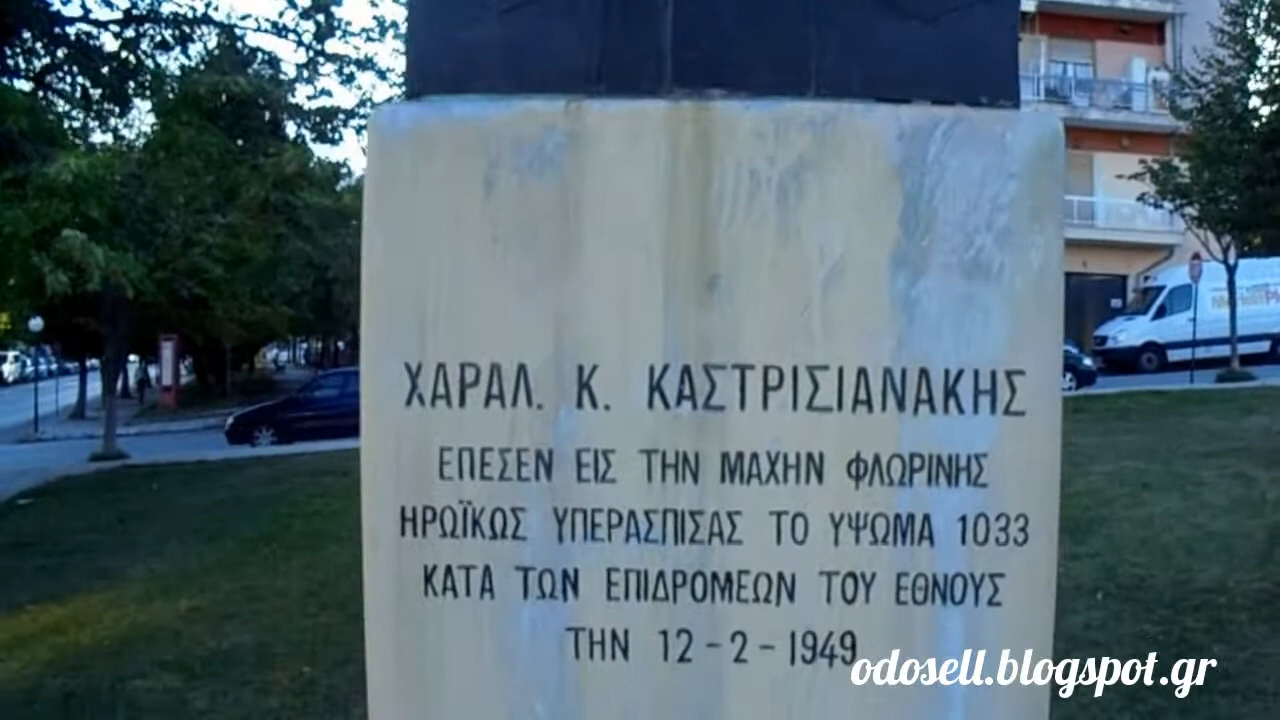 ΧΑΡΑΛ. Κ. ΚΑΣΤΡΙΣΙΑΝΑΚΗΣ
ΕΠΕΣΕΝ ΕΙΣ ΤΗΝ ΜΑΧΗΝ ΦΛΩΡΙΝΗΣ
ΗΡΩΪΚΩΣ ΥΠΕΡΑΣΠΙΣΑΣ ΤΟ ΥΨΩΜΑ 1033
ΚΑΤΑ ΤΩΝ ΕΠΙΔΡΟΜΕΩΝ ΤΟΥ ΕΘΝΟΥΣ
ΤΗΝ 12-2-1949
odosell.blogspot.gr